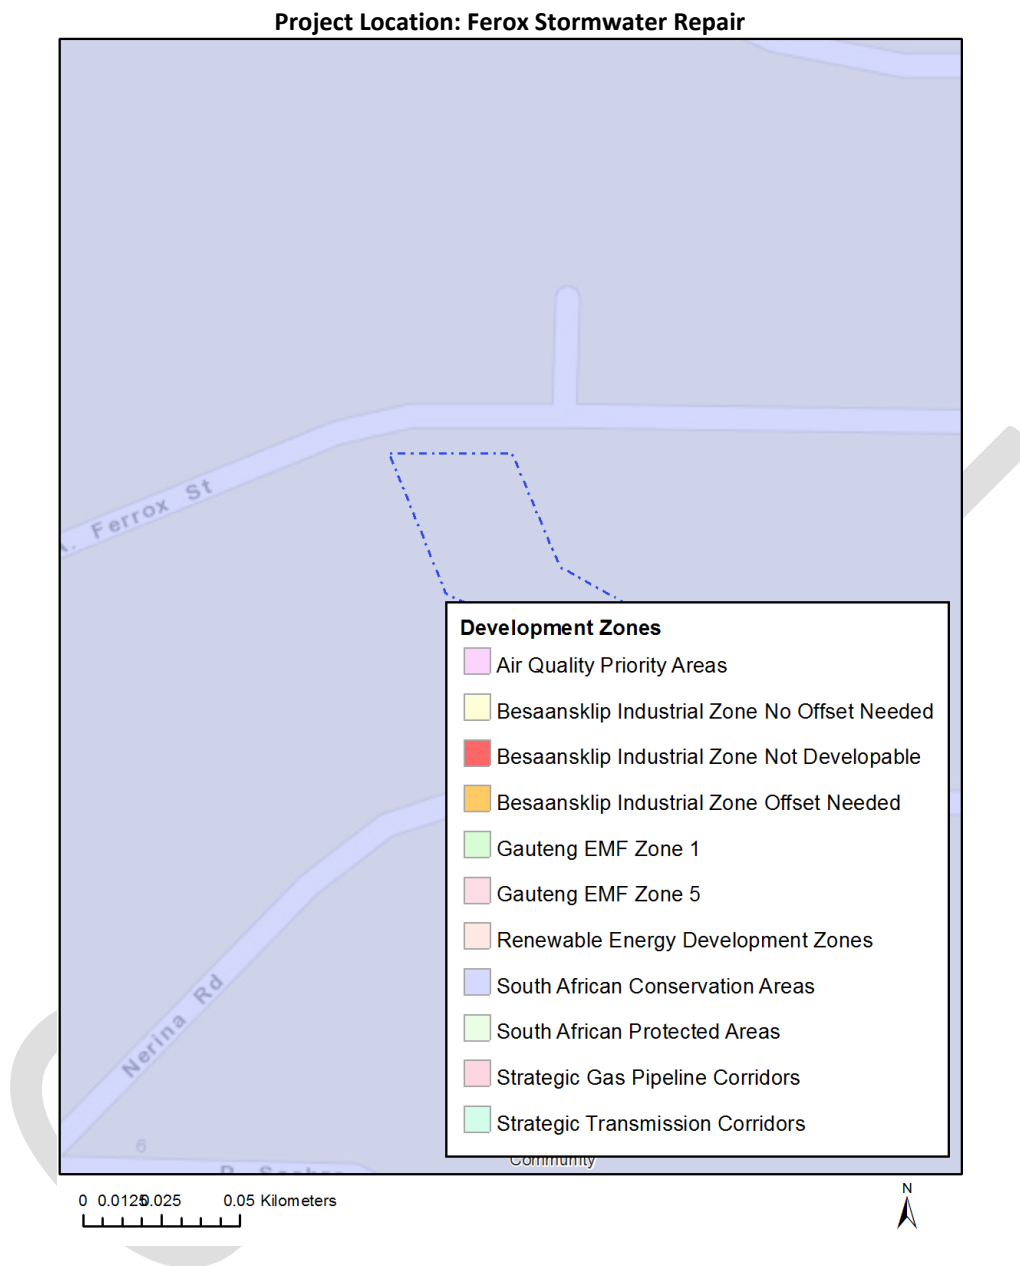 Project Location: Ferox Stormwater Repair
A. Ferrox St
Development Zones
Air Quality Priority Areas
Besaansklip Industrial Zone No Offset Needed
Besaansklip Industrial Zone Not Developable
Besaansklip Industrial Zone Offset Needed
Gauteng EMF Zone 1
Gauteng EMF Zone 5
Renewable Energy Development Zones
South African Conservation Areas
South African Protected Areas
Strategic Gas Pipeline Corridors
Strategic Transmission Corridors
Nerina Rd
6
Community
0 0.0125 0.025 0.05 Kilometers
N